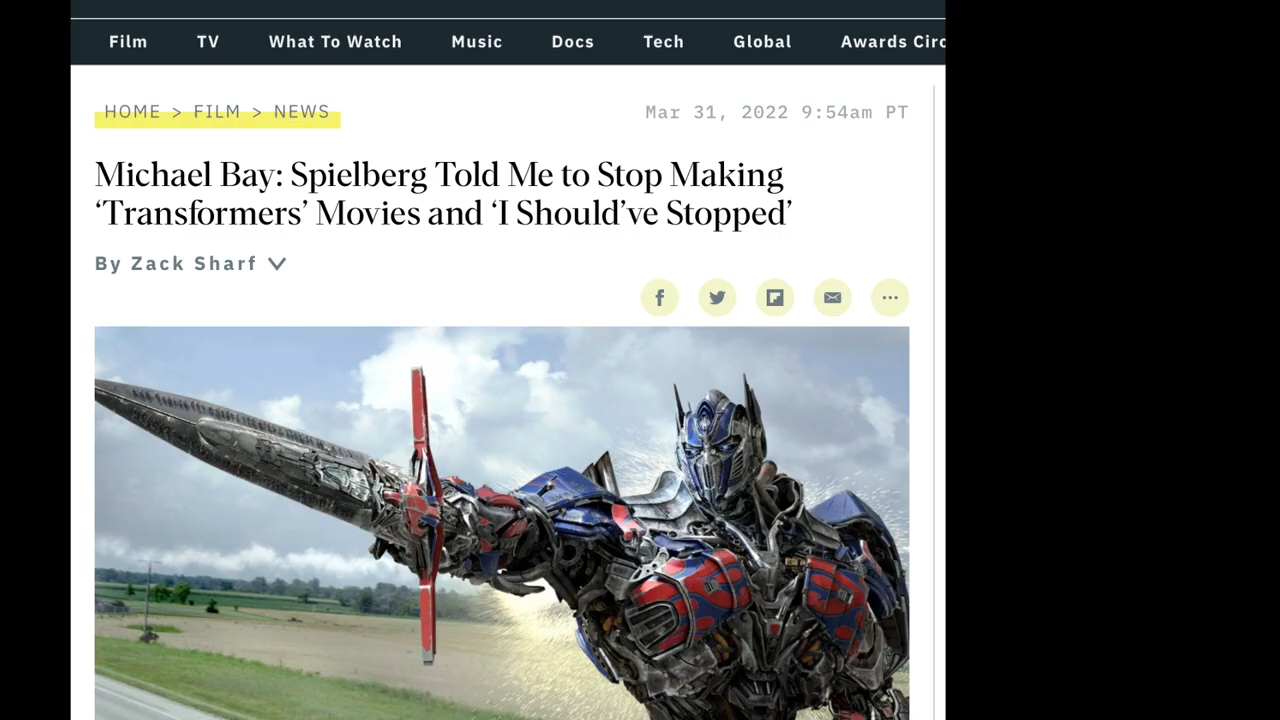 Film TV What To Watch Music Docs Tech Global Awards Circ
HOME > FILM > NEWS Mar 31, 2022 9:54am PT
Michael Bay: Spielberg Told Me to Stop Making
‘Transformers’ Movies and ‘I Should’ve Stopped’
By Zack Sharf